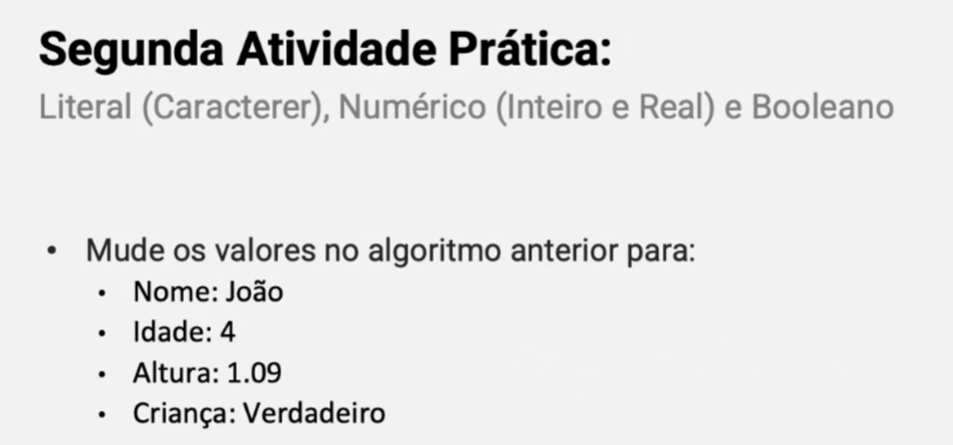 Segunda Atividade Prática:
Literal (Caracterer), Numérico (Inteiro e Real) e Booleano
• Mude os valores no algoritmo anterior para:
• Nome: João
• Idade: 4
• Altura: 1.09
• Criança: Verdadeiro